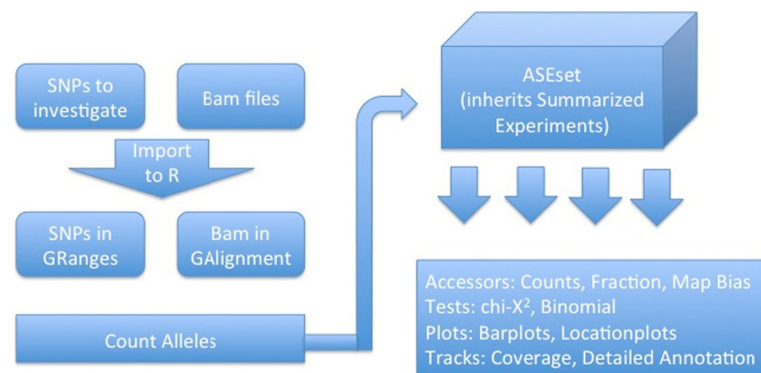 SNPs to
investigate
Bam files
Import
to R
SNPs in
GRanges
Bam in
GAlignment
Count Alleles
ASEset
(inherits Summarized
Experiments)
Accessors: Counts, Fraction, Map Bias
Tests: chi-X², Binomial
Plots: Barplots, Locationplots
Tracks: Coverage, Detailed Annotation